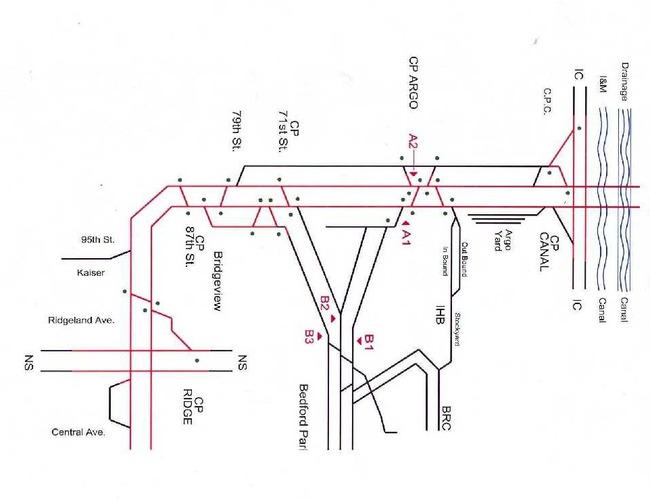 Drainage
I&M
IC
C.P.C.
CP ARGO
A2
CP
71st St.
79th St.
A1
Out Bound
In Bound
Argo
Yard
CP
CANAL
IC
Canal
Canal
95th St.
Kaiser
CP
87th St.
Bridgeview
Ridgeland Ave.
B2
B3
B1
IHB
Stockyard
NS
NS
CP
RIDGE
Central Ave.
Bedford Par
BRC